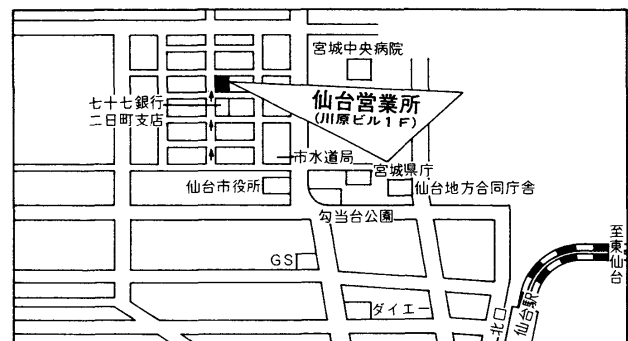 宮城中央病院
仙台営業所
(川原ビル1F)
七十七銀行
二日町支店
市水道局
宮城県庁
仙台市役所
仙台地方合同庁舎
勾当台公園
至東仙台
GS
ダイエー
北口
仙台駅